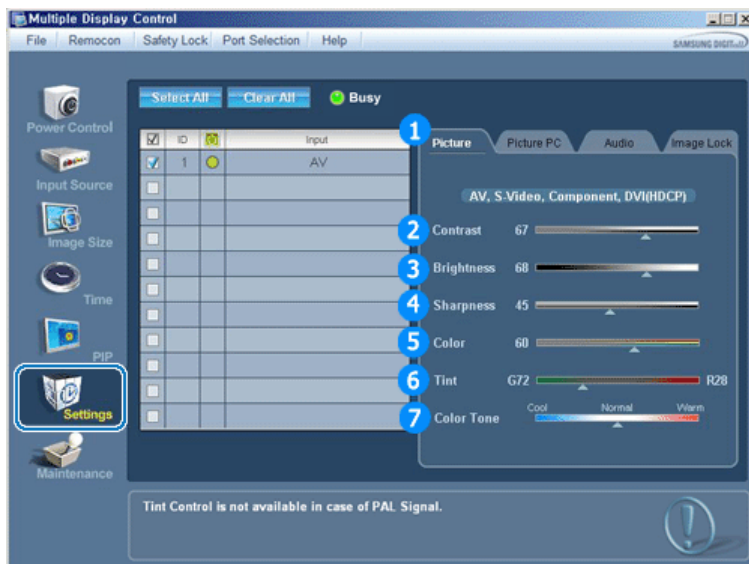 Multiple Display Control
File Remocon Safety Lock Port Selection Help
SAMSUNG DIGITall
Select All Clear All Busy
Power Control
Input Source
Image Size
Time
PIP
Settings
Maintenance
ID Input
1 AV
1 Picture Picture PC Audio Image Lock
AV, S-Video, Component, DVI(HDCP)
2 Contrast 67
3 Brightness 68
4 Sharpness 45
5 Color 60
6 Tint G72 R28
7 Color Tone Cool Normal Warm
Tint Control is not available in case of PAL Signal.